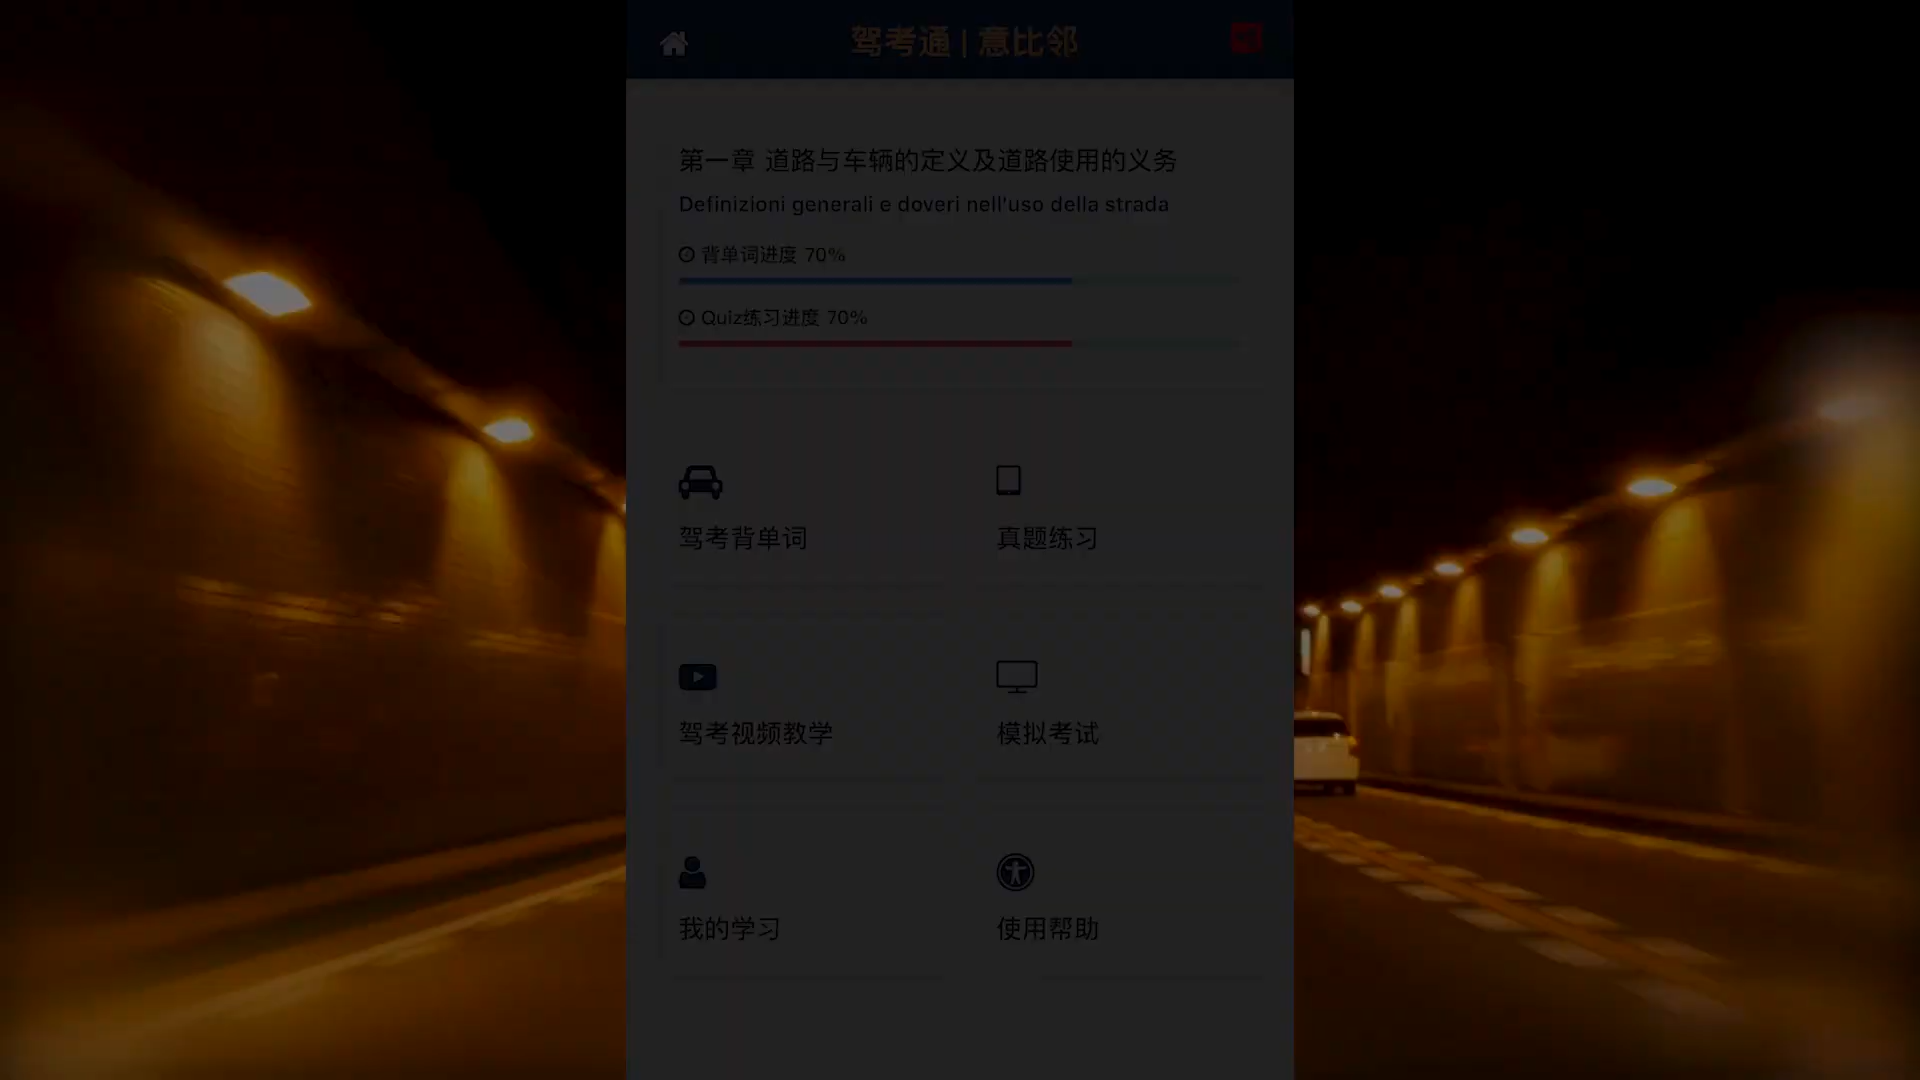 驾考通 | 意比邻
第一章 道路与车辆的定义及道路使用的义务
Definizioni generali e doveri nell'uso della strada
背单词进度 70%
Quiz练习进度 70%
驾考背单词
真题练习
驾考视频教学
模拟考试
我的学习
使用帮助